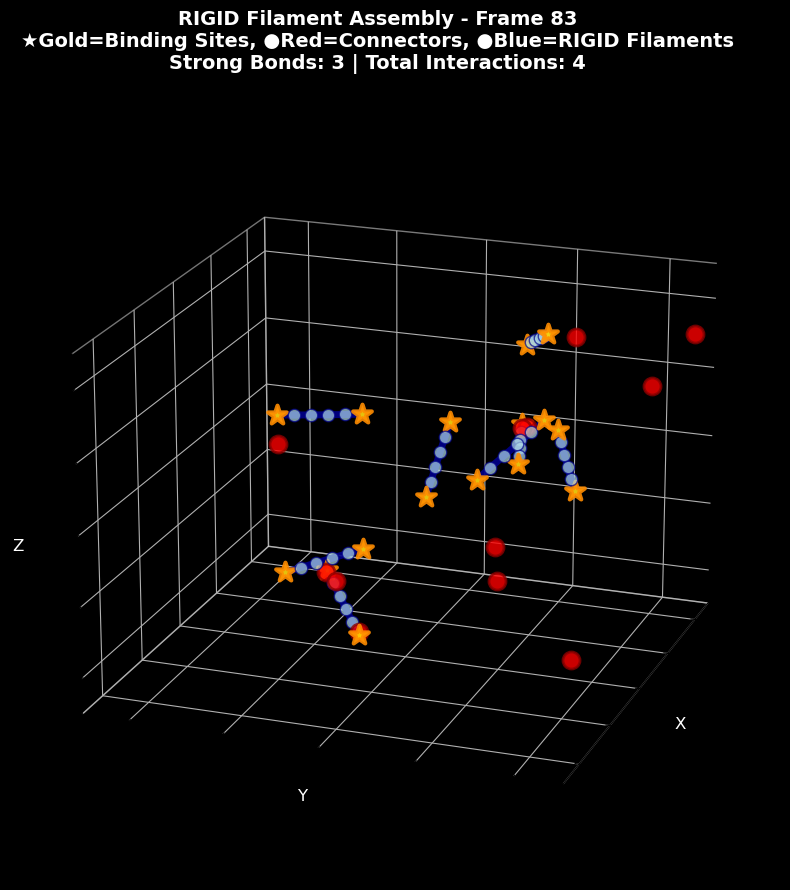 RIGID Filament Assembly - Frame 83
★Gold=Binding Sites, ●Red=Connectors, ●Blue=RIGID Filaments
Strong Bonds: 3 | Total Interactions: 4
Z
X
Y